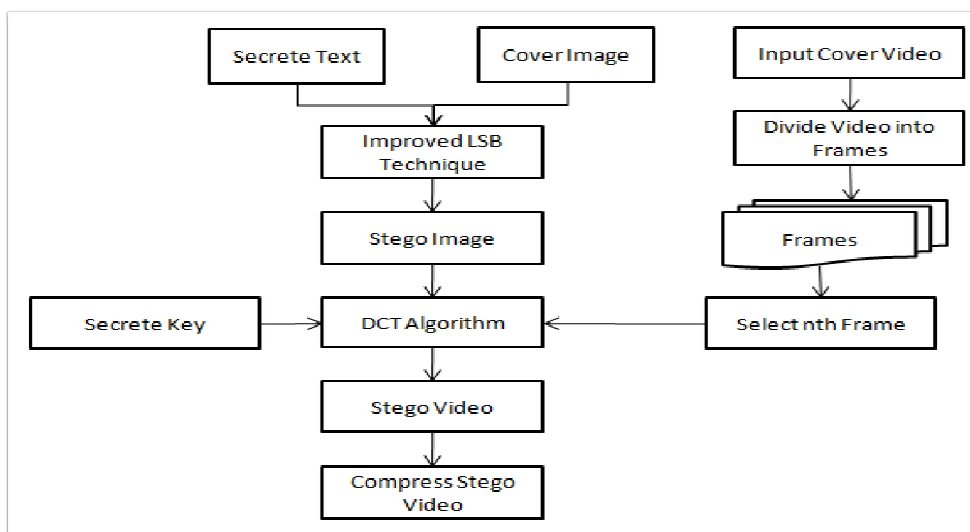 Secrete Text
Cover Image
Input Cover Video
Improved LSB
Technique
Divide Video into
Frames
Stego Image
Frames
Secrete Key
DCT Algorithm
Select nth Frame
Stego Video
Compress Stego
Video